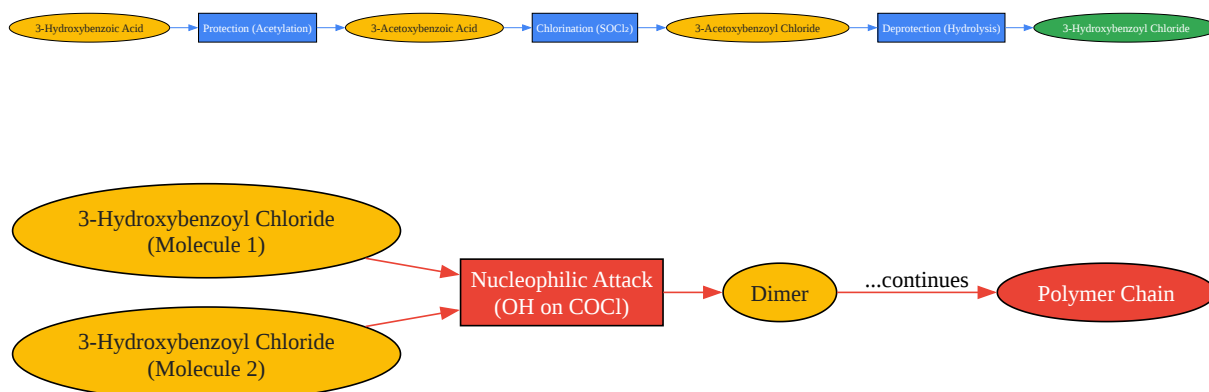 3-Hydroxybenzoic Acid
Protection (Acetylation)
3-Acetoxybenzoic Acid
Chlorination (SOCl₂)
3-Acetoxybenzoyl Chloride
Deprotection (Hydrolysis)
3-Hydroxybenzoyl Chloride
3-Hydroxybenzoyl Chloride
(Molecule 1)
Nucleophilic Attack
(OH on COCl)
Dimer
...continues
Polymer Chain
3-Hydroxybenzoyl Chloride
(Molecule 2)